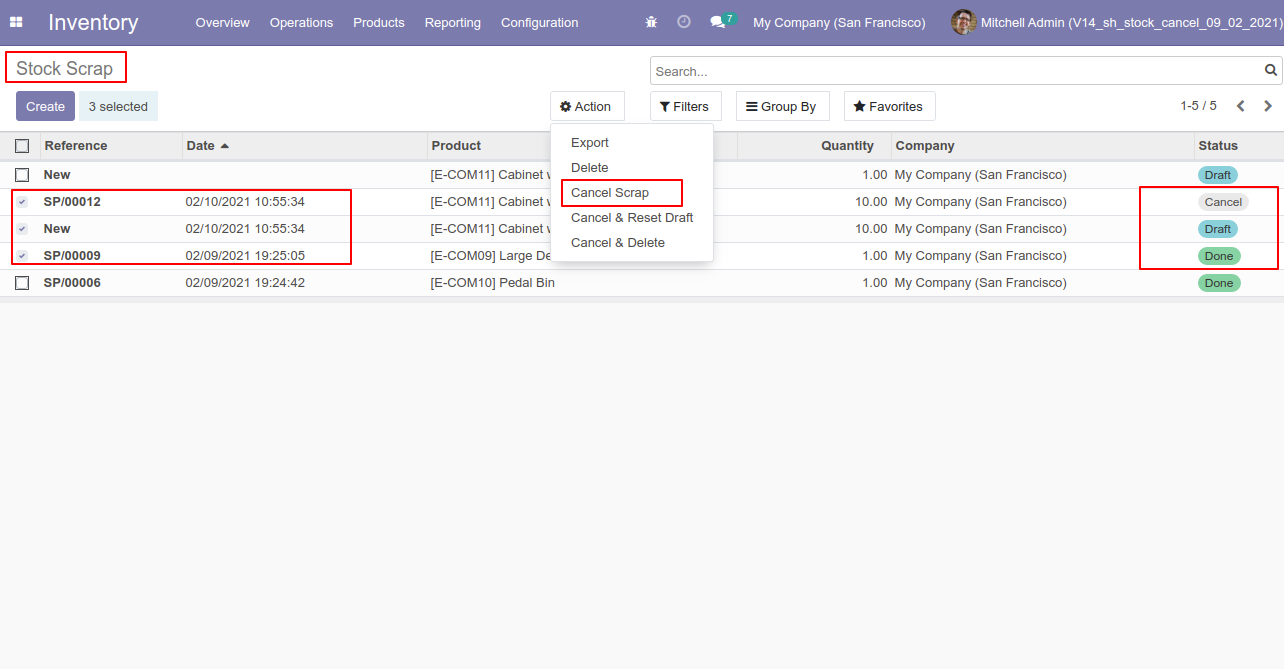 Inventory Overview Operations Products Reporting Configuration 7 My Company (San Francisco) Mitchell Admin (V14_sh_stock_cancel_09_02_2021)
Stock Scrap Search...
Create 3 selected Action Filters Group By Favorites 1-5 / 5
Reference Date Product Quantity Company Status
New [E-COM11] Cabinet 1.00 My Company (San Francisco) Draft
SP/00012 02/10/2021 10:55:34 [E-COM11] Cabinet 10.00 My Company (San Francisco) Cancel
New 02/10/2021 10:55:34 [E-COM11] Cabinet 10.00 My Company (San Francisco) Draft
SP/00009 02/09/2021 19:25:05 [E-COM09] Large 1.00 My Company (San Francisco) Done
SP/00006 02/09/2021 19:24:42 [E-COM10] Pedal Bin 1.00 My Company (San Francisco) Done
Export
Delete
Cancel Scrap
Cancel & Reset Draft
Cancel & Delete